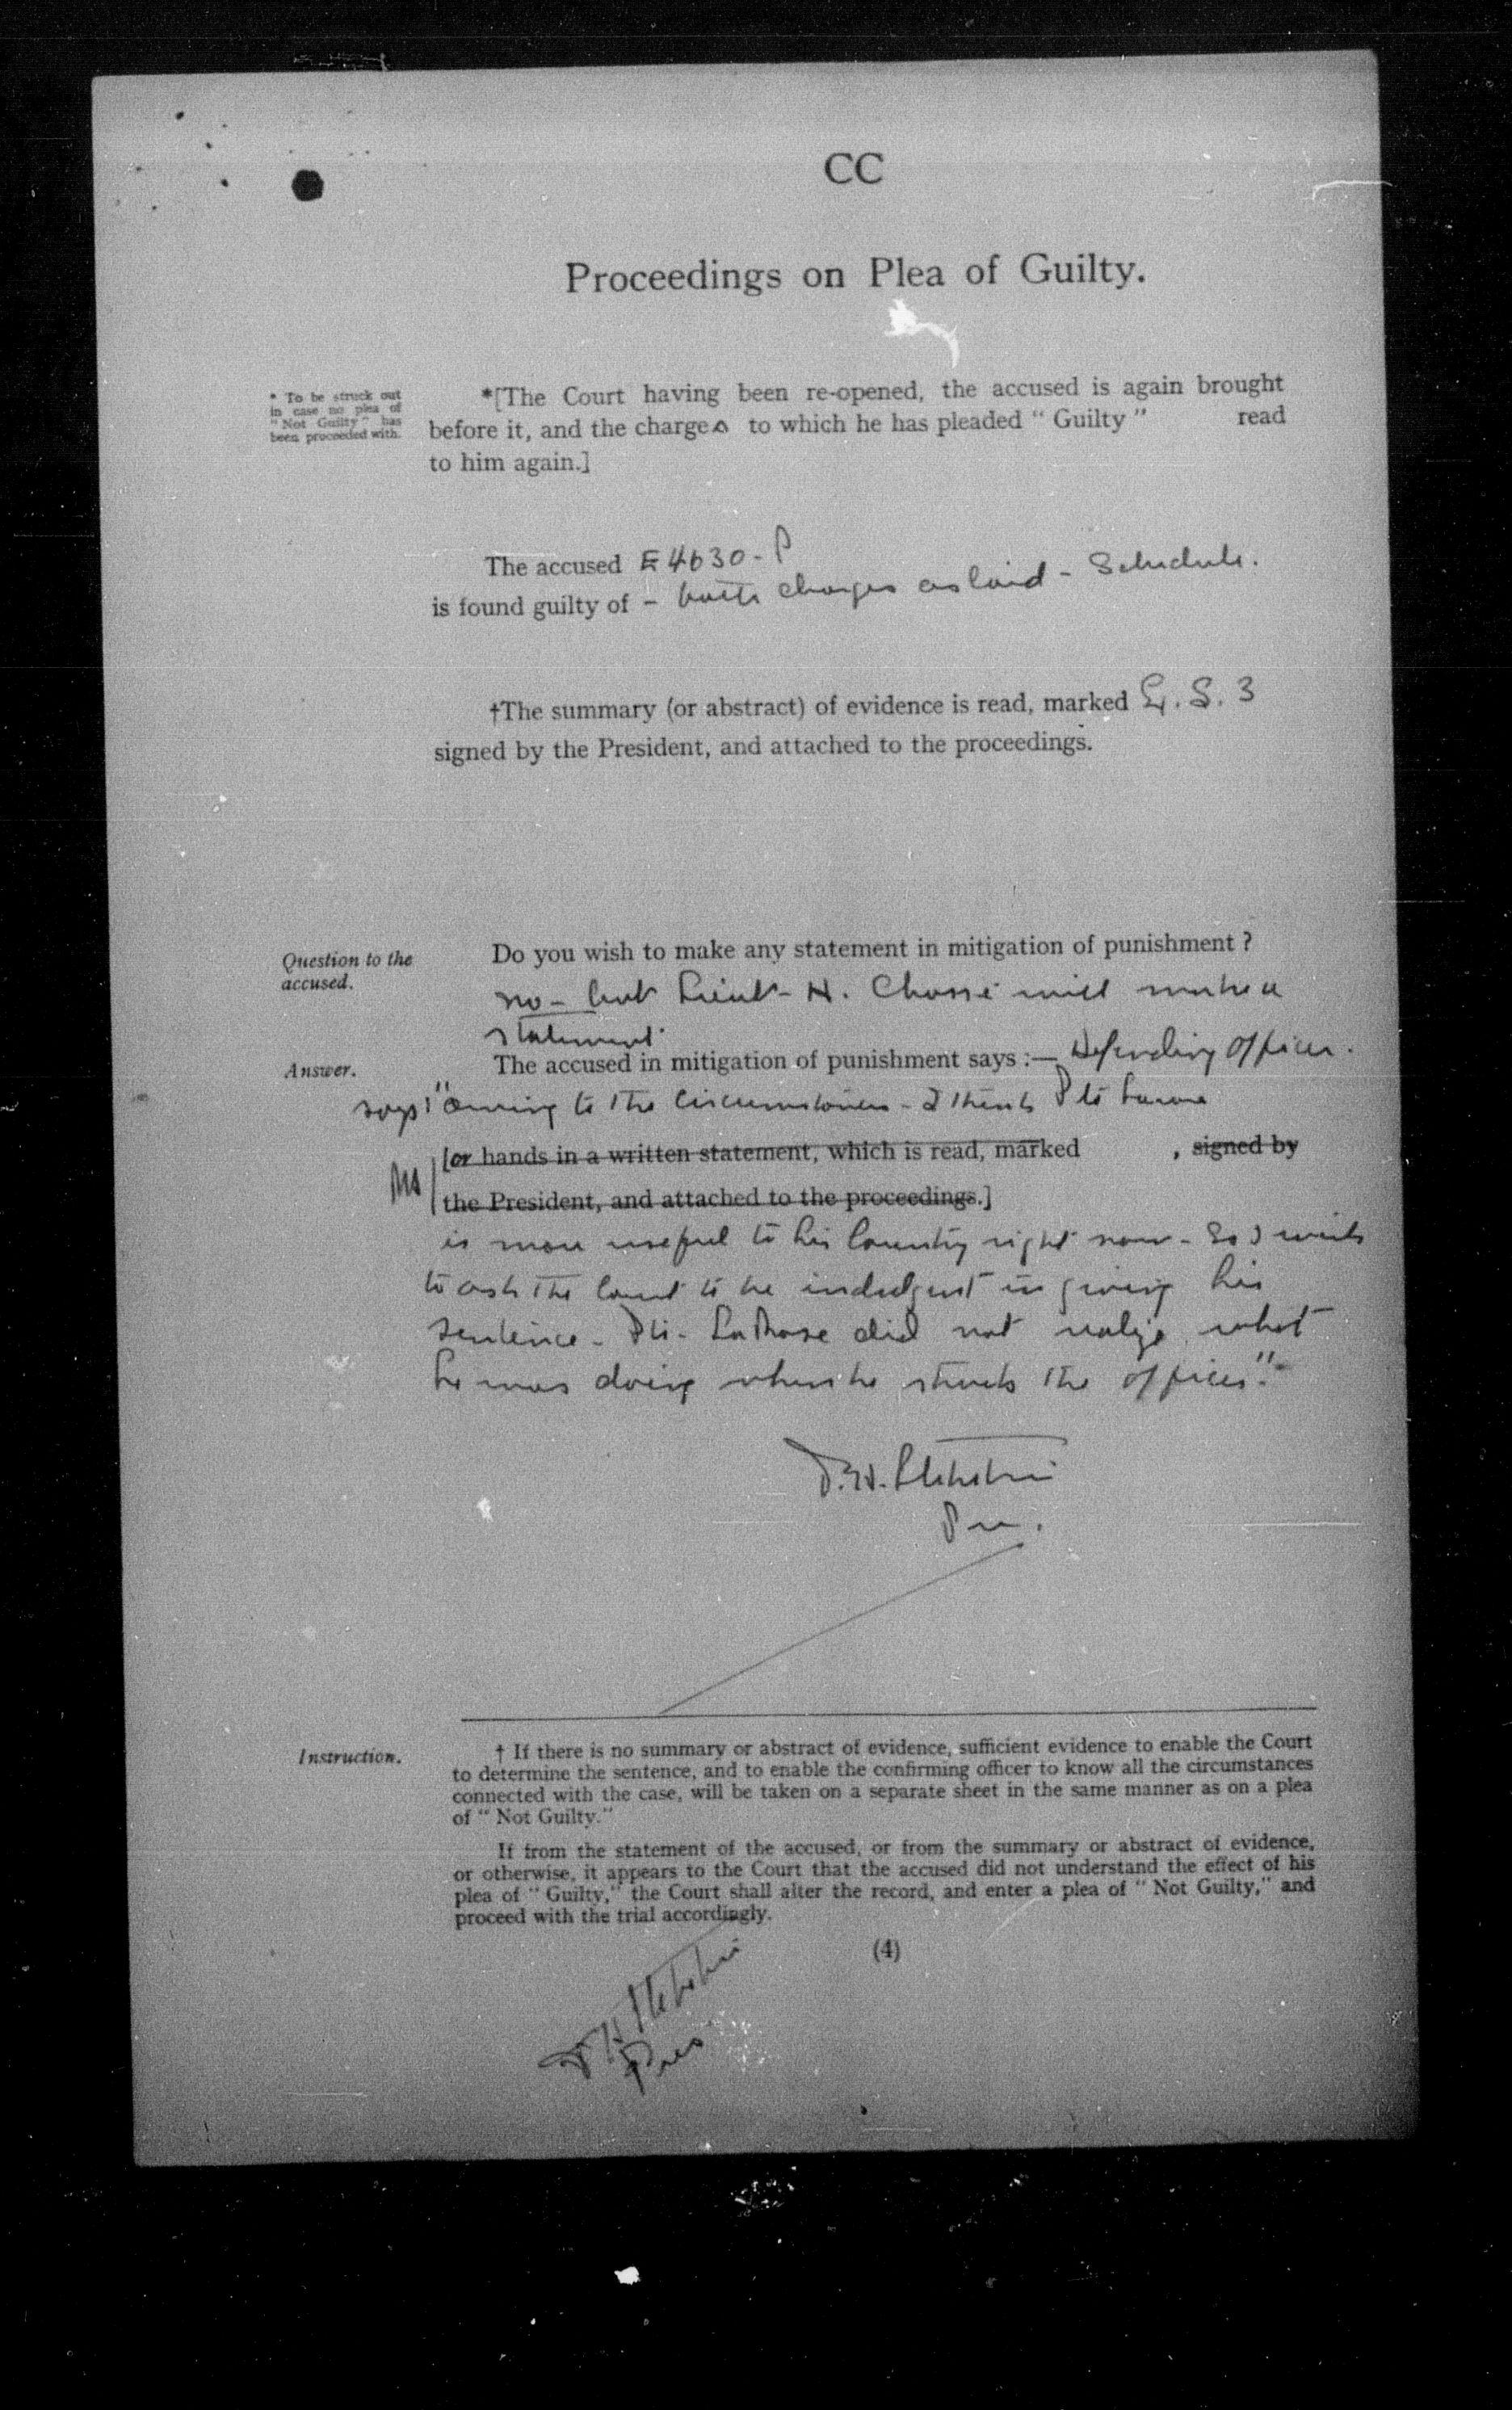 CC
Proceedings on Plea of Guilty.
* To be struck out
in case no plea of
"Not Guilty" has
been proceeded with.
*[The Court having been re-opened, the accused is again brought
before it, and the charges to which he has pleaded "Guilty" read
to him again.]
The accused E4630 - P
is found guilty of - both charges as laid - Schedule.
†The summary (or abstract) of evidence is read, marked S. 3
signed by the President, and attached to the proceedings.
Question to the
accused.
Do you wish to make any statement in mitigation of punishment ?
no - but Lieut - H. Chassé will make a
statement.
Answer.
The accused in mitigation of punishment says :— Defending Officer.
says: "Owing to the circumstances - I think Pte
[or hands in a written statement, which is read, marked , signed by
the President, and attached to the proceedings.]
is more useful to his Country right now - So I wish
to ask the Court to be indulgent in giving his
sentence - Pte - LaRose did not realize what
he was doing when he struck the officer."
Pres.
Instruction.
† If there is no summary or abstract of evidence, sufficient evidence to enable the Court
to determine the sentence, and to enable the confirming officer to know all the circumstances
connected with the case, will be taken on a separate sheet in the same manner as on a plea
of "Not Guilty."
If from the statement of the accused, or from the summary or abstract of evidence,
or otherwise, it appears to the Court that the accused did not understand the effect of his
plea of "Guilty," the Court shall alter the record, and enter a plea of "Not Guilty," and
proceed with the trial accordingly.
(4)
Pres